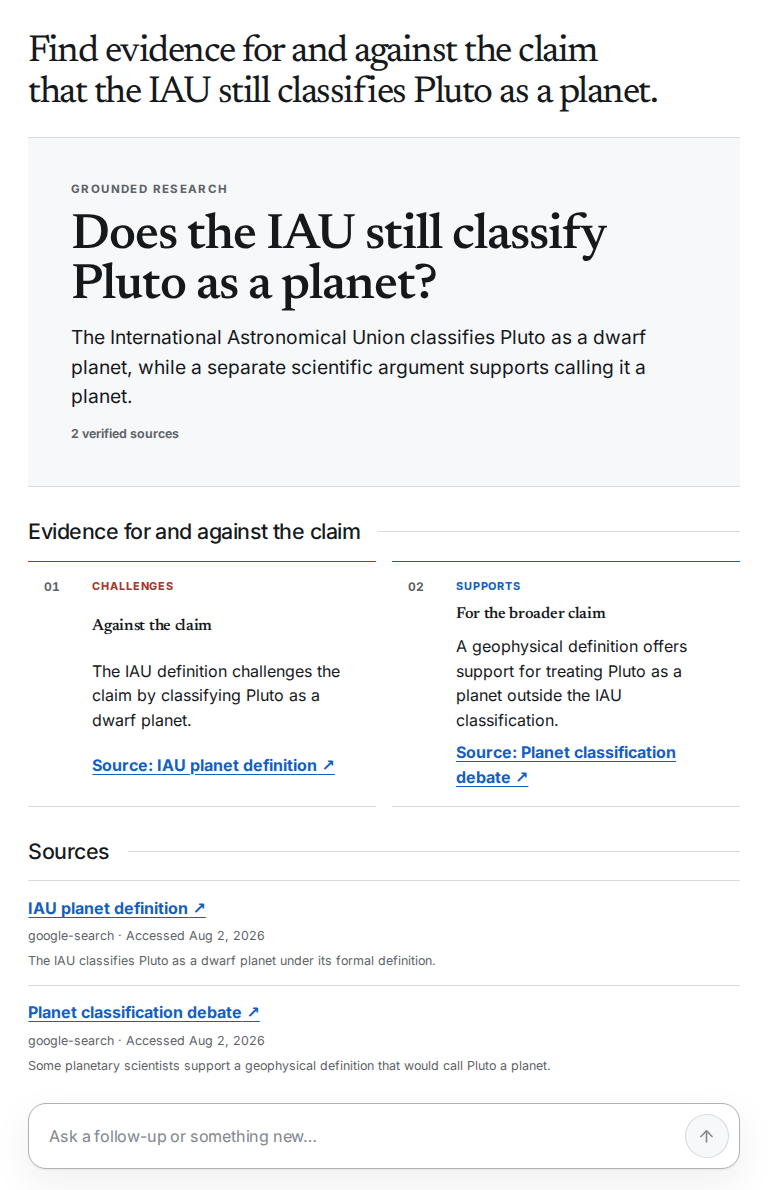 Find evidence for and against the claim
that the IAU still classifies Pluto as a planet.
GROUNDED RESEARCH
Does the IAU still classify
Pluto as a planet?
The International Astronomical Union classifies Pluto as a dwarf
planet, while a separate scientific argument supports calling it a
planet.
2 verified sources
Evidence for and against the claim
01 CHALLENGES
Against the claim
The IAU definition challenges the
claim by classifying Pluto as a
dwarf planet.
Source: IAU planet definition ↗
02 SUPPORTS
For the broader claim
A geophysical definition offers
support for treating Pluto as a
planet outside the IAU
classification.
Source: Planet classification
debate ↗
Sources
IAU planet definition ↗
google-search · Accessed Aug 2, 2026
The IAU classifies Pluto as a dwarf planet under its formal definition.
Planet classification debate ↗
google-search · Accessed Aug 2, 2026
Some planetary scientists support a geophysical definition that would call Pluto a planet.
Ask a follow-up or something new...